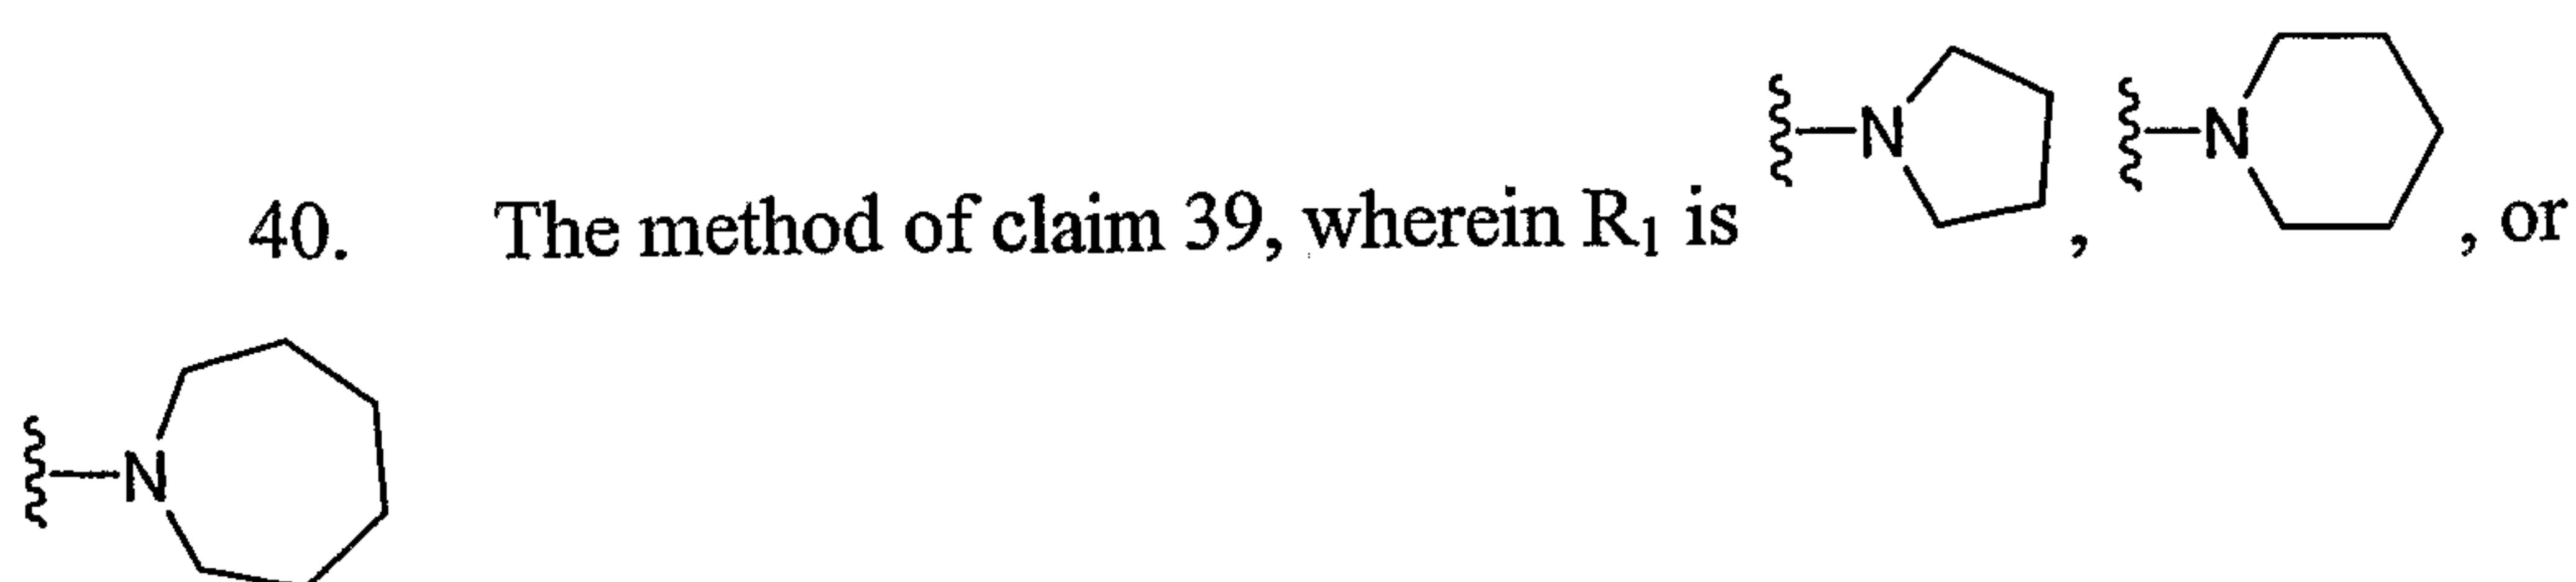 40. The method of claim 39, wherein R₁ is N , N , or
N